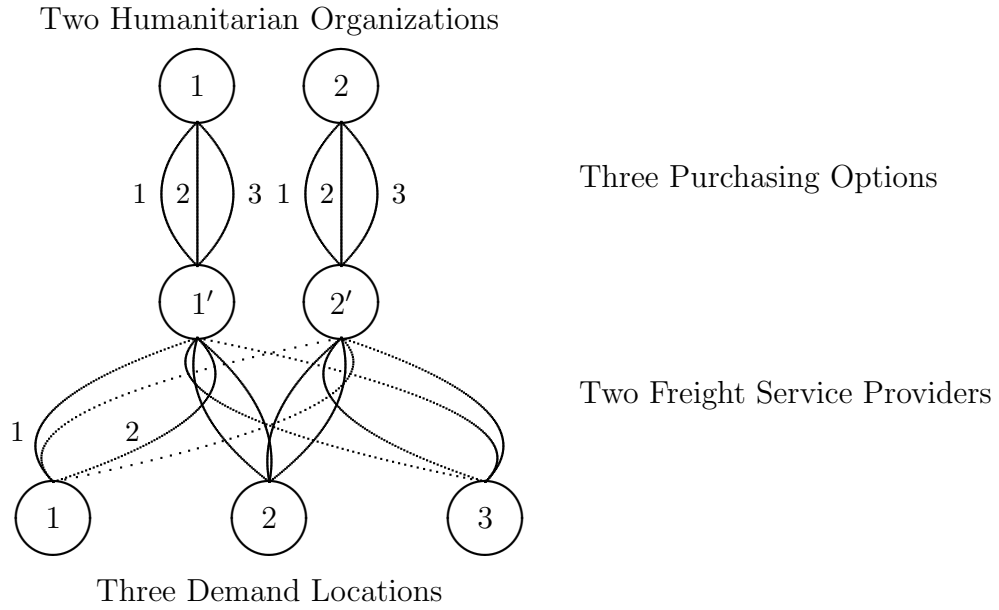 Two Humanitarian Organizations
1 2
1 2 3 1 2 3
Three Purchasing Options
1′ 2′
Two Freight Service Providers
1 2
1 2 3
Three Demand Locations